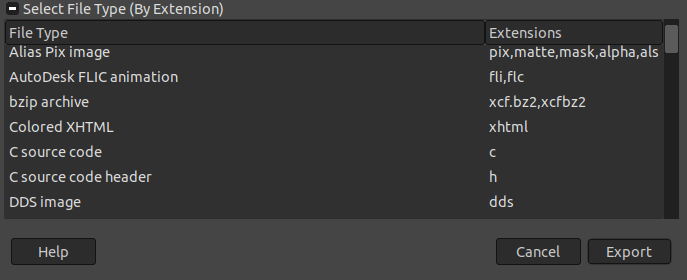 Select File Type (By Extension)
File Type Extensions
Alias Pix image pix,matte,mask,alpha,als
AutoDesk FLIC animation fli,flc
bzip archive xcf.bz2,xcfbz2
Colored XHTML xhtml
C source code c
C source code header h
DDS image dds
Help Cancel Export